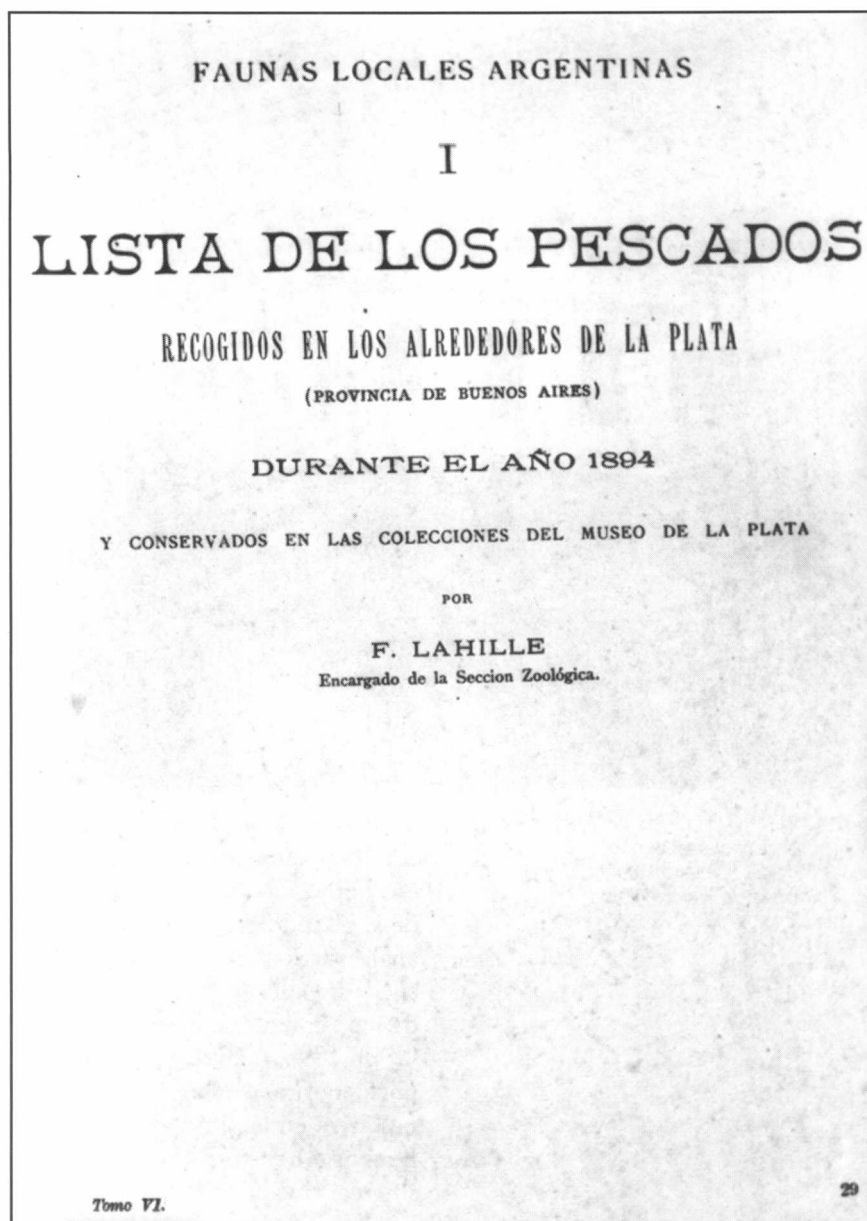 FAUNAS LOCALES ARGENTINAS
I
LISTA DE LOS PESCADOS
RECOGIDOS EN LOS ALREDEDORES DE LA PLATA
(PROVINCIA DE BUENOS AIRES)
DURANTE EL AÑO 1894
Y CONSERVADOS EN LAS COLECCIONES DEL MUSEO DE LA PLATA
POR
F. LAHILLE
Encargado de la Seccion Zoológica.
Tomo VI.
29